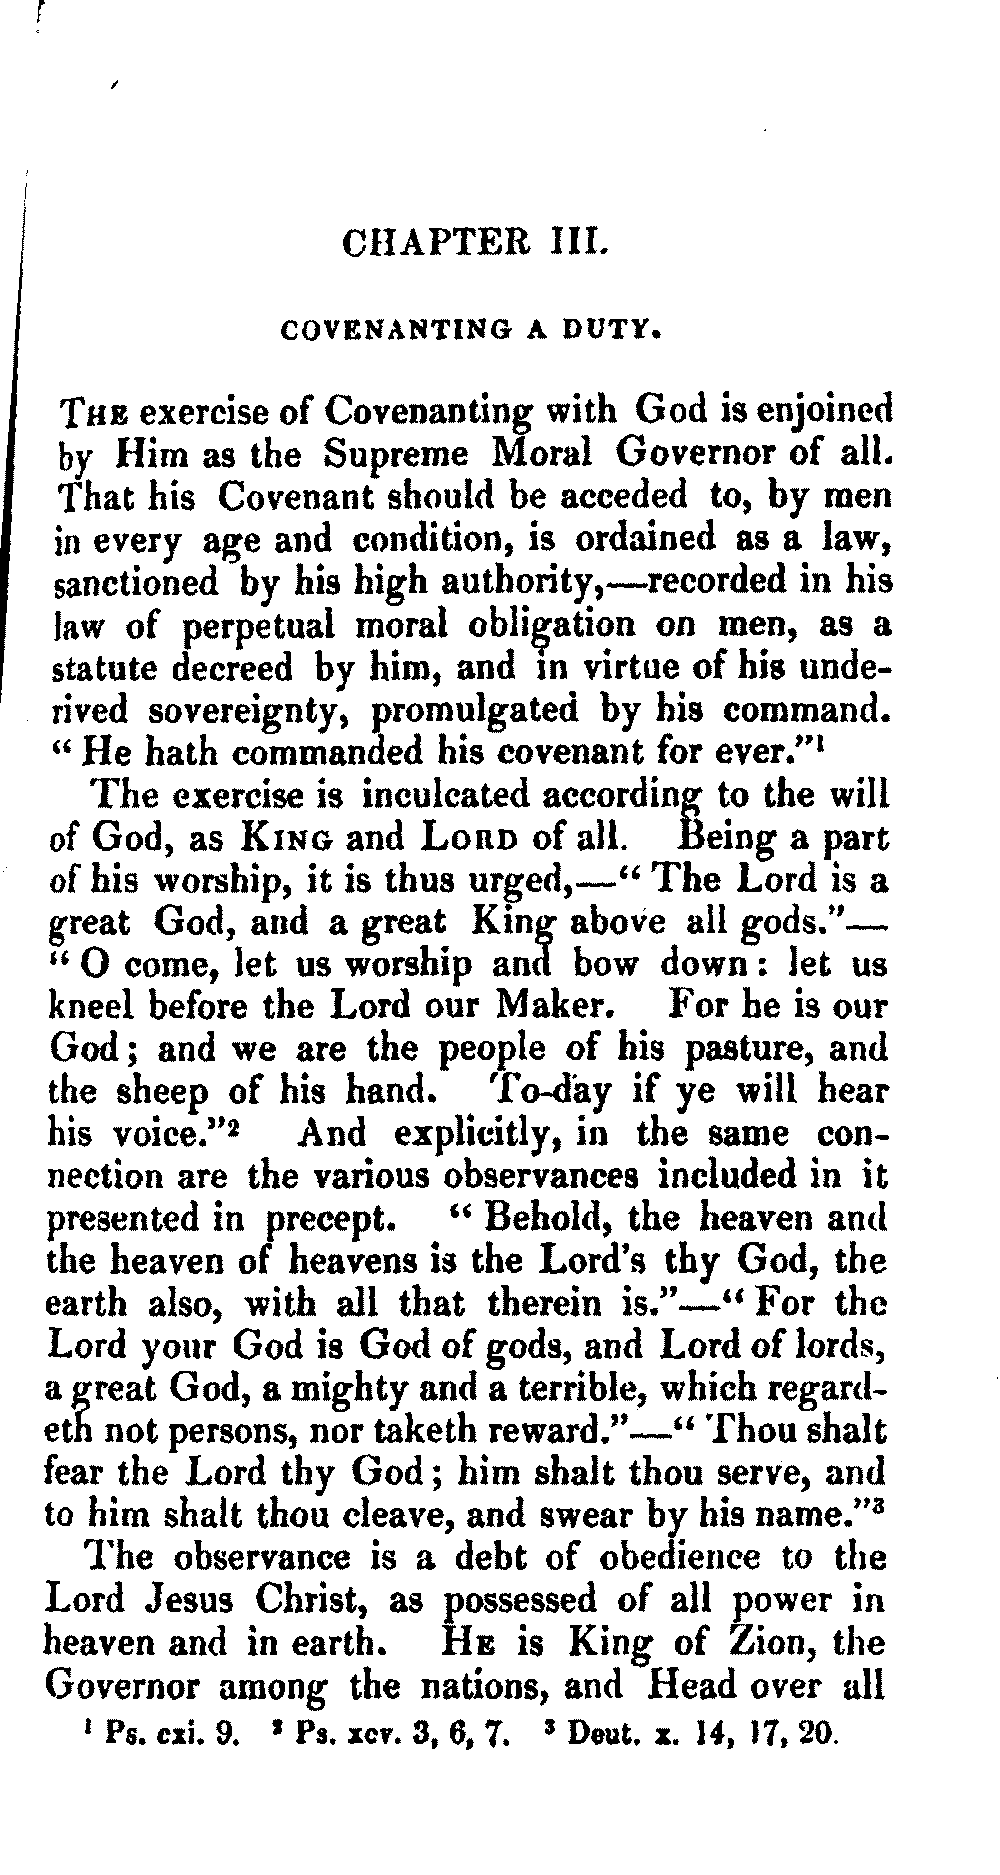 CHAPTER III.
COVENANTING A DUTY.
THE exercise of Covenanting with God is enjoined
by Him as the Supreme Moral Governor of all.
That his Covenant should be acceded to, by men
in every age and condition, is ordained as a law,
sanctioned by his high authority,—recorded in his
law of perpetual moral obligation on men, as a
statute decreed by him, and in virtue of his unde-
rived sovereignty, promulgated by his command.
“ He hath commanded his covenant for ever.”¹
The exercise is inculcated according to the will
of God, as KING and LORD of all. Being a part
of his worship, it is thus urged,—“ The Lord is a
great God, and a great King above all gods.”—
“ O come, let us worship and bow down : let us
kneel before the Lord our Maker. For he is our
God ; and we are the people of his pasture, and
the sheep of his hand. To-day if ye will hear
his voice.”² And explicitly, in the same con-
nection are the various observances included in it
presented in precept. “ Behold, the heaven and
the heaven of heavens is the Lord’s thy God, the
earth also, with all that therein is.”—“ For the
Lord your God is God of gods, and Lord of lords,
a great God, a mighty and a terrible, which regard-
eth not persons, nor taketh reward.”—“ Thou shalt
fear the Lord thy God ; him shalt thou serve, and
to him shalt thou cleave, and swear by his name.”³
The observance is a debt of obedience to the
Lord Jesus Christ, as possessed of all power in
heaven and in earth. HE is King of Zion, the
Governor among the nations, and Head over all
¹ Ps. cxi. 9. ² Ps. xcv. 3, 6, 7. ³ Deut. x. 14, 17, 20.